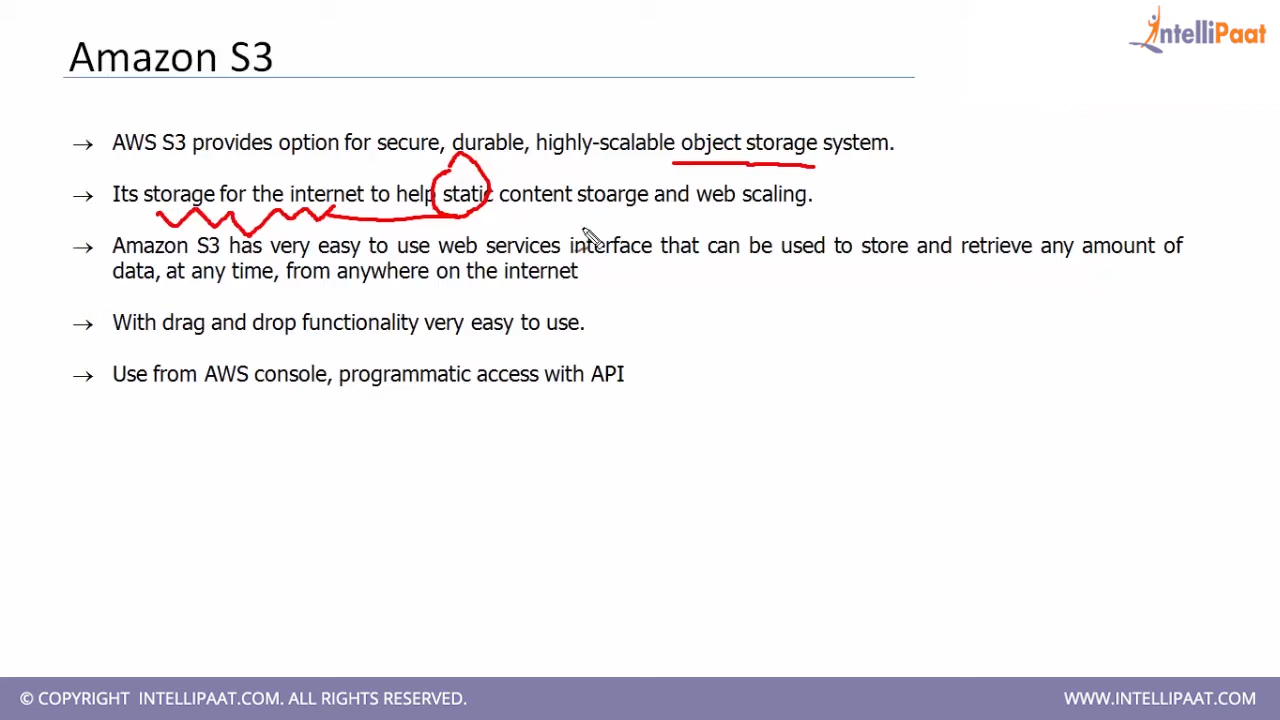 Amazon S3
IntelliPaat
→ AWS S3 provides option for secure, durable, highly-scalable object storage system.
→ Its storage for the internet to help static content stoarge and web scaling.
→ Amazon S3 has very easy to use web services interface that can be used to store and retrieve any amount of
data, at any time, from anywhere on the internet
→ With drag and drop functionality very easy to use.
→ Use from AWS console, programmatic access with API
© COPYRIGHT INTELLIPAAT.COM. ALL RIGHTS RESERVED.
WWW.INTELLIPAAT.COM